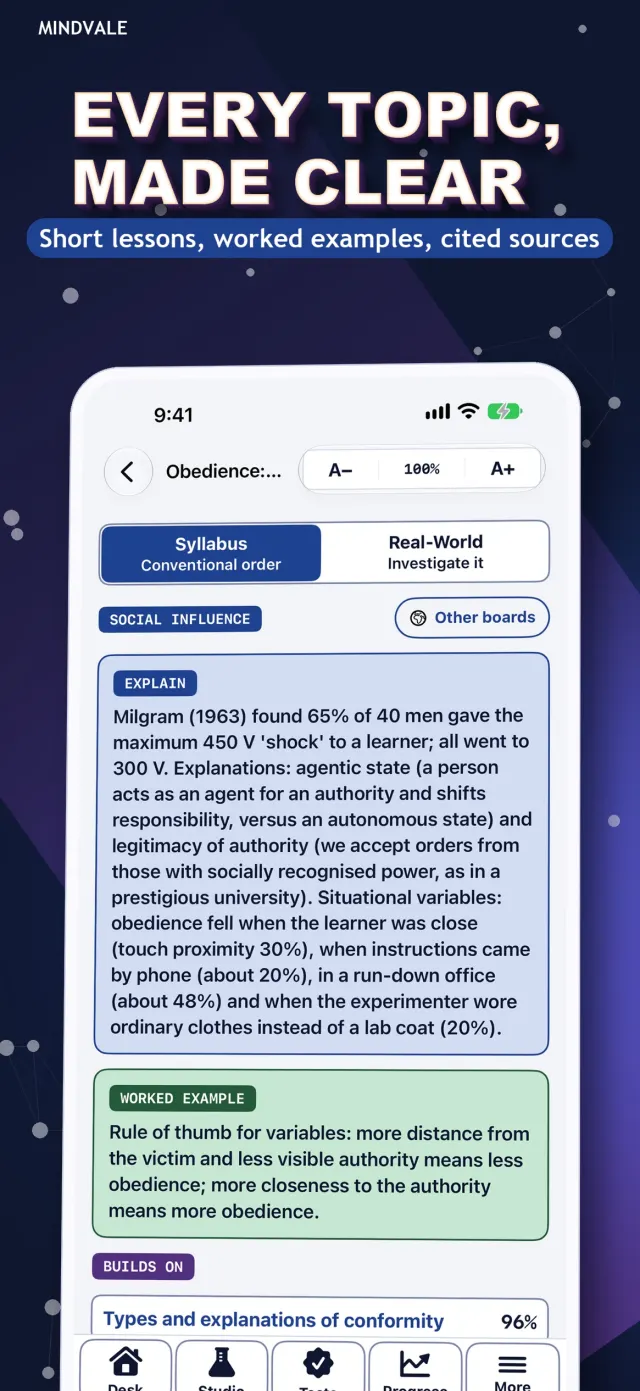 MINDVALE
EVERY TOPIC,
MADE CLEAR
Short lessons, worked examples, cited sources
9:41
Obedience:...
A−
100%
A+
Syllabus
Conventional order
Real-World
Investigate it
SOCIAL INFLUENCE
Other boards
EXPLAIN
Milgram (1963) found 65% of 40 men gave the
maximum 450 V 'shock' to a learner; all went to
300 V. Explanations: agentic state (a person
acts as an agent for an authority and shifts
responsibility, versus an autonomous state) and
legitimacy of authority (we accept orders from
those with socially recognised power, as in a
prestigious university). Situational variables:
obedience fell when the learner was close
(touch proximity 30%), when instructions came
by phone (about 20%), in a run-down office
(about 48%) and when the experimenter wore
ordinary clothes instead of a lab coat (20%).
WORKED EXAMPLE
Rule of thumb for variables: more distance from
the victim and less visible authority means less
obedience; more closeness to the authority
means more obedience.
BUILDS ON
Types and explanations of conformity
96%
Desk
Studio
Tests
Progress
More